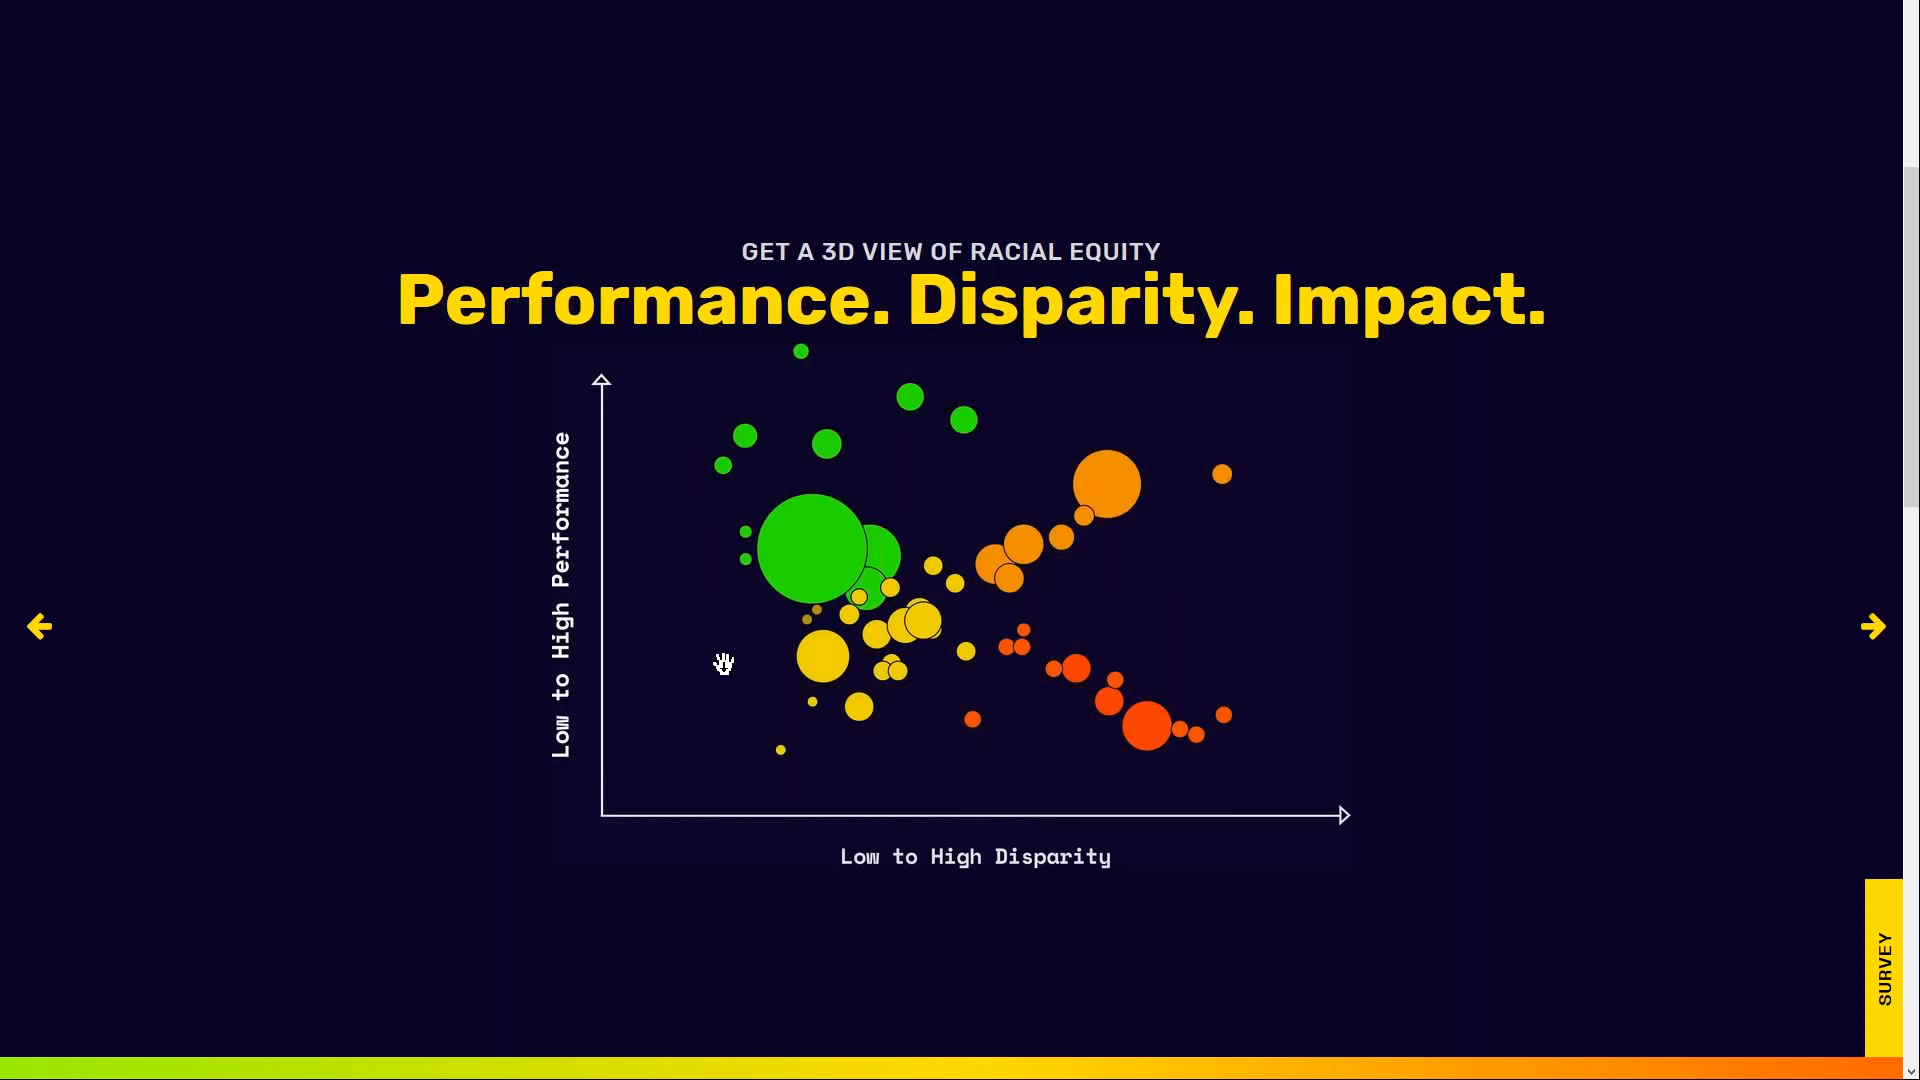 GET A 3D VIEW OF RACIAL EQUITY
Performance. Disparity. Impact.
Low to High Performance
Low to High Disparity
SURVEY